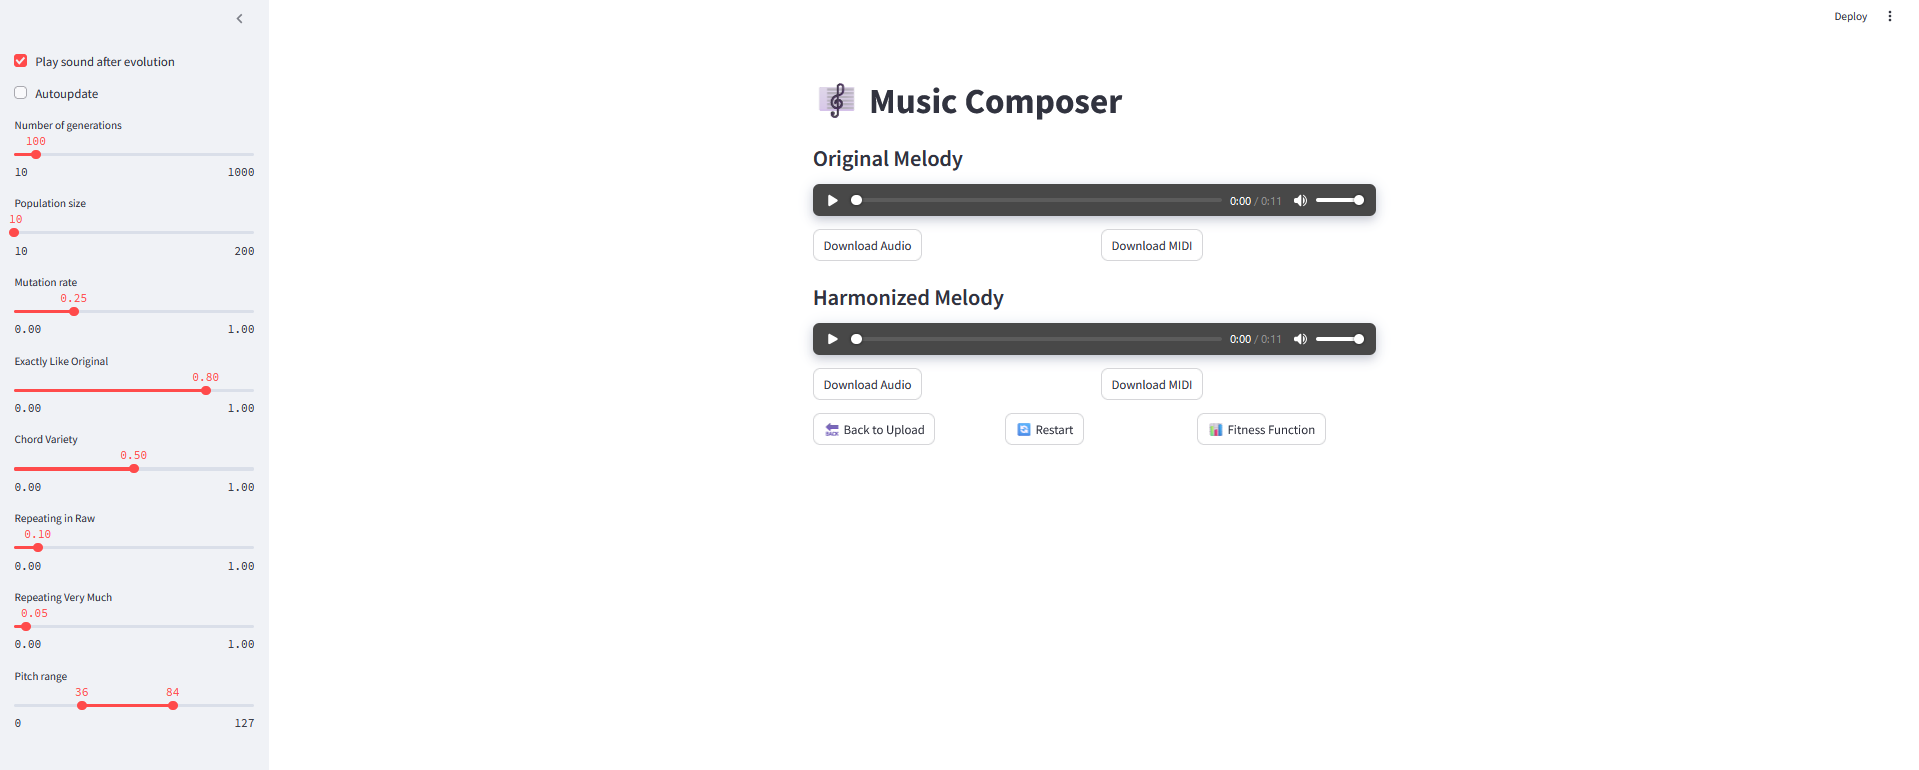 Play sound after evolution
Autoupdate
Number of generations
100
10 1000
Population size
10
10 200
Mutation rate
0.25
0.00 1.00
Exactly Like Original
0.80
0.00 1.00
Chord Variety
0.50
0.00 1.00
Repeating in Raw
0.10
0.00 1.00
Repeating Very Much
0.05
0.00 1.00
Pitch range
36 84
0 127
Deploy
Music Composer
Original Melody
0:00 / 0:11
Download Audio Download MIDI
Harmonized Melody
0:00 / 0:11
Download Audio Download MIDI
BACK Back to Upload Restart Fitness Function